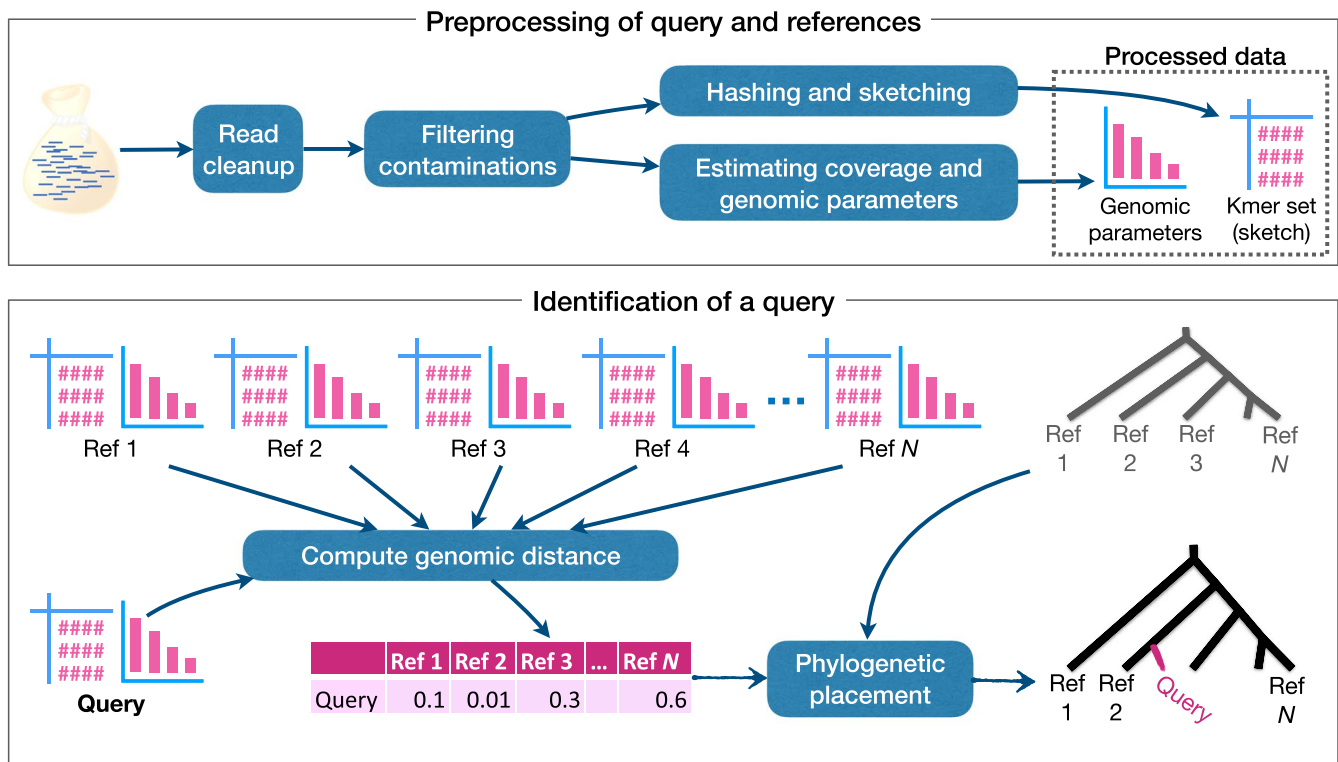 Preprocessing of query and references
Processed data
Read
cleanup
Filtering
contaminations
Hashing and sketching
Estimating coverage and
genomic parameters
####
####
####
Genomic
parameters
Kmer set
(sketch)
Identification of a query
####
####
####
Ref 1
####
####
####
Ref 2
####
####
####
Ref 3
####
####
####
Ref 4
...
####
####
####
Ref N
Ref
1
Ref
2
Ref
3
Ref
N
Compute genomic distance
####
####
####
Query
Ref 1 Ref 2 Ref 3 ... Ref N
Query 0.1 0.01 0.3 0.6
Phylogenetic
placement
Ref
1
Ref
2
Query
Ref
N